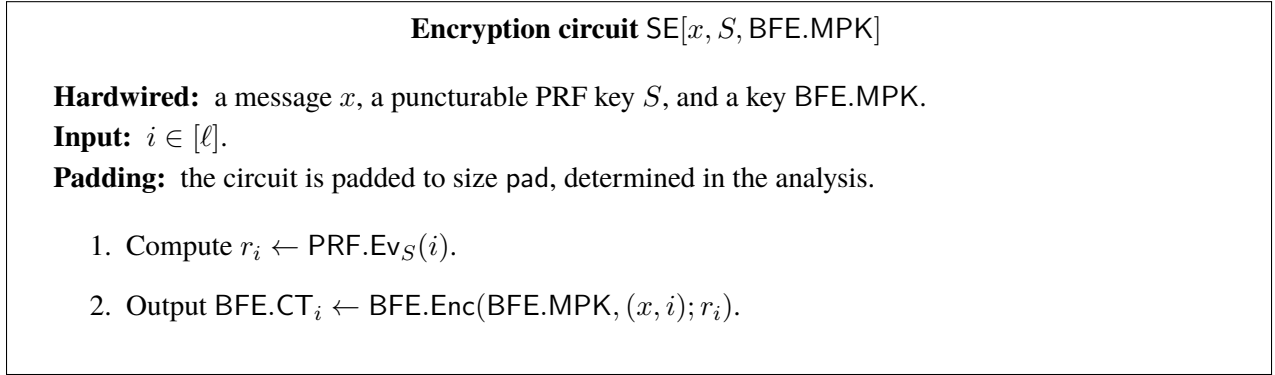 Encryption circuit SE[x, S, BFE.MPK]
Hardwired: a message x, a puncturable PRF key S, and a key BFE.MPK.
Input: i ∈ [ℓ].
Padding: the circuit is padded to size pad, determined in the analysis.
1. Compute r_i ← PRF.Ev_S(i).
2. Output BFE.CT_i ← BFE.Enc(BFE.MPK, (x, i); r_i).